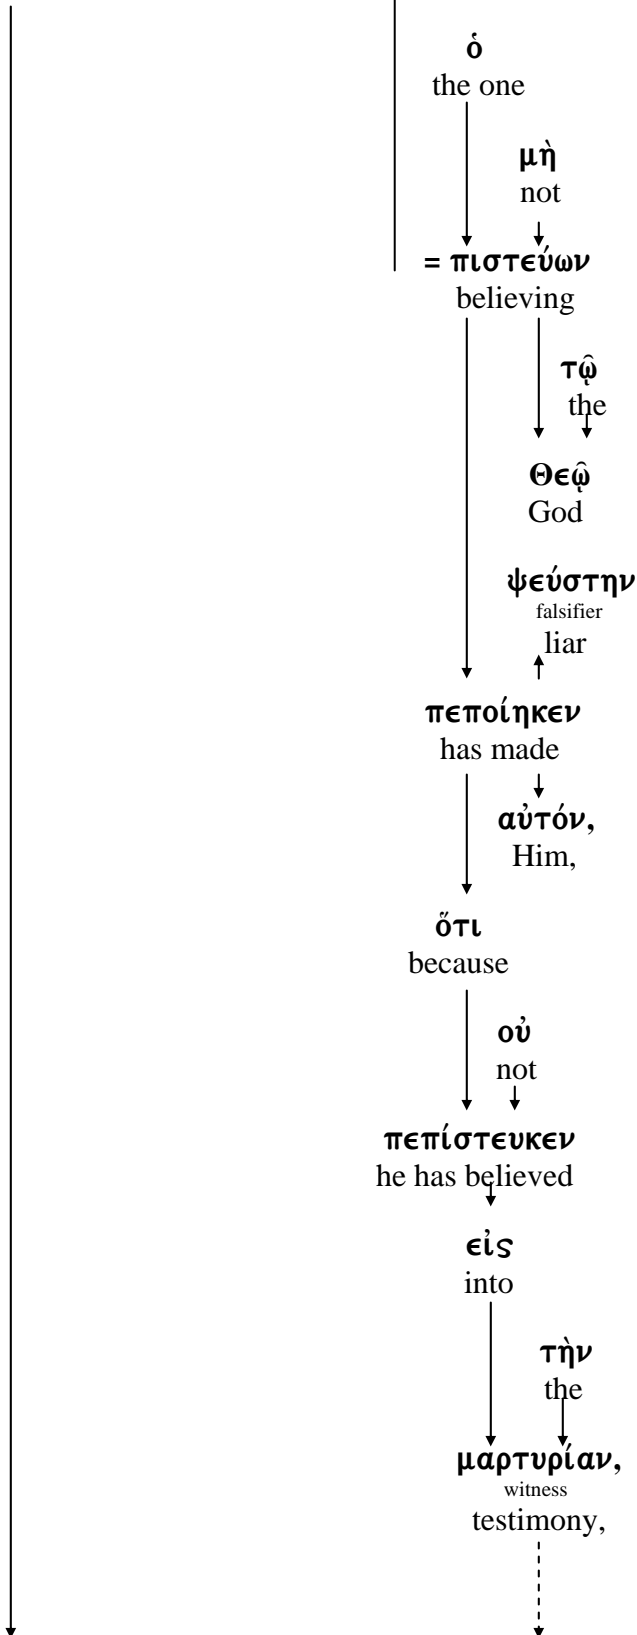 ὁ
the one
μὴ
not
= πιστεύων
believing
τῷ
the
Θεῷ
God
ψεύστην
falsifier
liar
πεποίηκεν
has made
αὐτόν,
Him,
ὅτι
because
οὐ
not
πεπίστευκεν
he has believed
εἰς
into
τὴν
the
μαρτυρίαν,
witness
testimony,